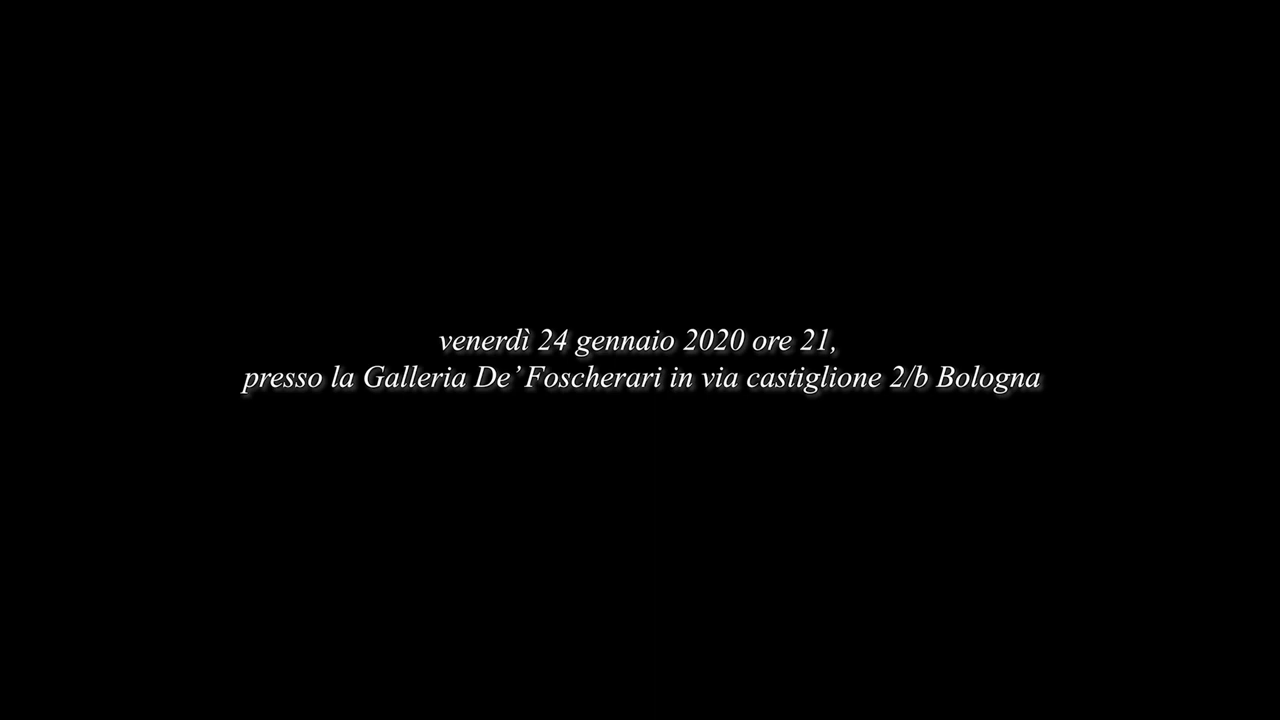 venerdì 24 gennaio 2020 ore 21,
presso la Galleria De’ Foscherari in via castiglione 2/b Bologna